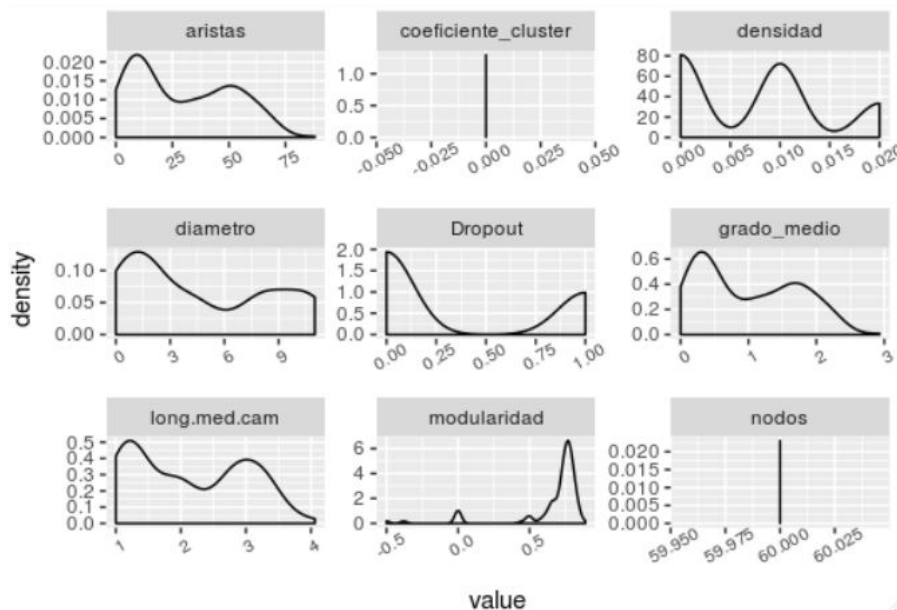 aristas
coeficiente_cluster
densidad
0.020
0.015
0.010
0.005
0.000
1.0
0.5
0.0
80
60
40
20
0
0 25 50 75
-0.050 -0.025 0.000 0.025 0.050
0.000 0.005 0.010 0.015 0.020
density
diametro
Dropout
grado_medio
0.10
0.05
0.00
2.0
1.5
1.0
0.5
0.0
0.6
0.4
0.2
0.0
0 3 6 9
0.00 0.25 0.50 0.75 1.00
0 1 2 3
long.med.cam
modularidad
nodos
0.5
0.4
0.3
0.2
0.1
0.0
6
4
2
0
0.020
0.015
0.010
0.005
0.000
1 2 3 4
-0.5 0.0 0.5
59.950 59.975 60.000 60.025
value